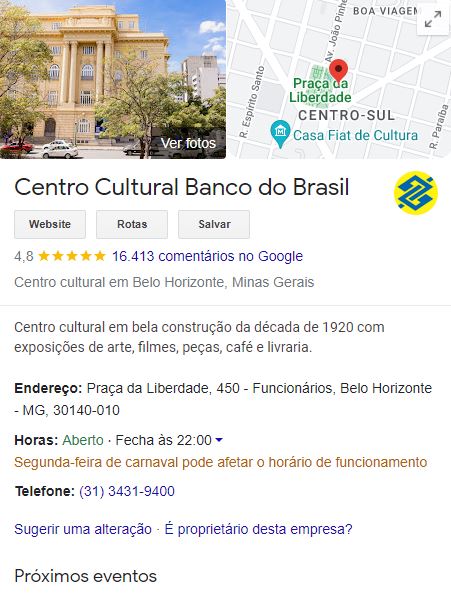 BOA VIAGEM
Av. João Pinhe
Ver fotos
R. Espírito Santo
Praça da
Liberdade
CENTRO-SUL
Casa Fiat de Cultura
R. Paraíba
Centro Cultural Banco do Brasil
Website Rotas Salvar
4,8 16.413 comentários no Google
Centro cultural em Belo Horizonte, Minas Gerais
Centro cultural em bela construção da década de 1920 com
exposições de arte, filmes, peças, café e livraria.
Endereço: Praça da Liberdade, 450 - Funcionários, Belo Horizonte
- MG, 30140-010
Horas: Aberto · Fecha às 22:00
Segunda-feira de carnaval pode afetar o horário de funcionamento
Telefone: (31) 3431-9400
Sugerir uma alteração · É proprietário desta empresa?
Próximos eventos